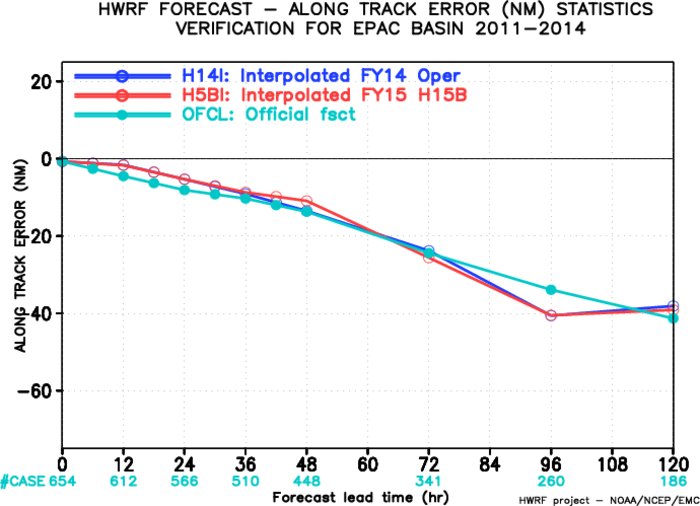 HWRF FORECAST – ALONG TRACK ERROR (NM) STATISTICS
VERIFICATION FOR EPAC BASIN 2011–2014
H14I: Interpolated FY14 Oper
H5BI: Interpolated FY15 H15B
OFCL: Official fsct
ALONG TRACK ERROR (NM)
20
0
–20
–40
–60
0 12 24 36 48 60 72 84 96 108 120
#CASE 654 612 566 510 448 341 260 186
Forecast lead time (hr)
HWRF project – NOAA/NCEP/EMC